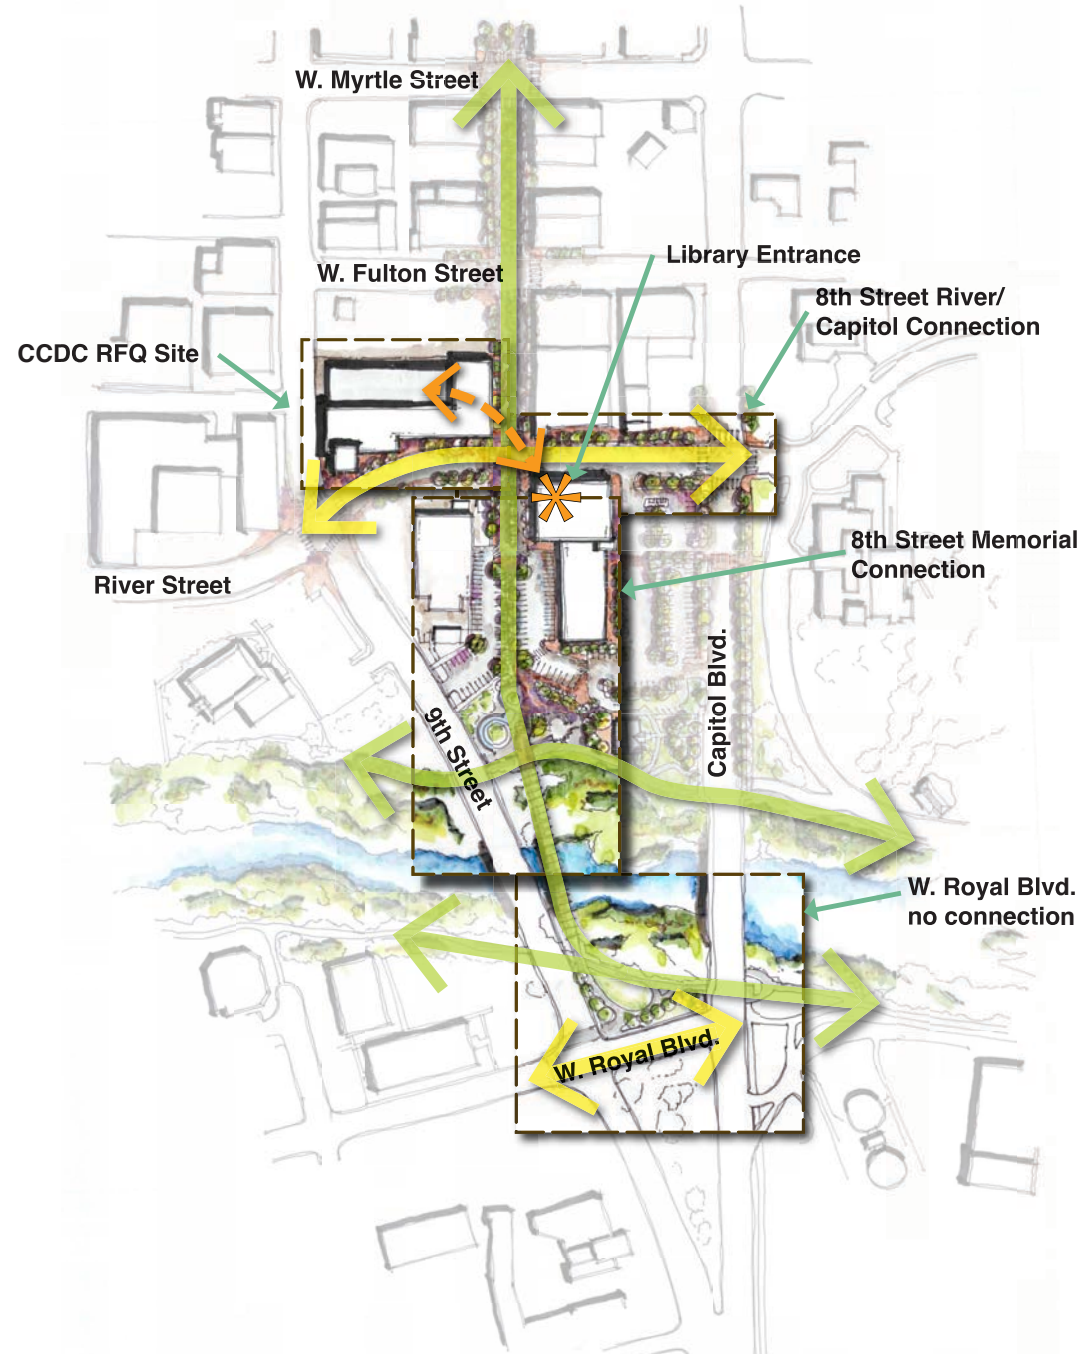 W. Myrtle Street
Library Entrance
W. Fulton Street
8th Street River/
Capitol Connection
CCDC RFQ Site
8th Street Memorial
Connection
River Street
Capitol Blvd.
9th Street
W. Royal Blvd.
no connection
W. Royal Blvd.